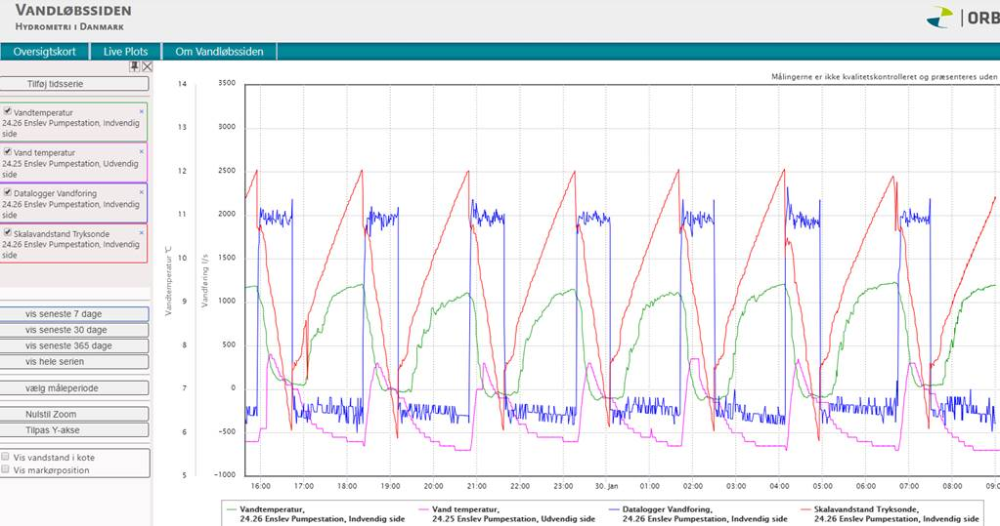 VANDLØBSSIDEN
HYDROMETRI I DANMARK
ORB
Oversigtskort
Live Plots
Om Vandløbssiden
Tilføj tidsserie
Vandtemperatur
24.26 Enslev Pumpestation, Indvendig
side
Vand temperatur
24.25 Enslev Pumpestation, Udvendig
side
Datalogger Vandforing
24.26 Enslev Pumpestation, Indvendig
side
Skalavandstand Tryksonde
24.26 Enslev Pumpestation, Indvendig
side
vis seneste 7 dage
vis seneste 30 dage
vis seneste 365 dage
vis hele serien
vælg måleperiode
Nulstil Zoom
Tilpas Y-akse
Vis vandstand i kote
Vis markørposition
Målingerne er ikke kvalitetskontrolleret og præsenteres uden
Vandtemperatur °C
14
13
12
11
10
9
8
7
6
5
Vandføring l/s
3500
3000
2500
2000
1500
1000
500
0
-500
-1000
16:00 17:00 18:00 19:00 20:00 21:00 22:00 23:00 30. Jan 01:00 02:00 03:00 04:00 05:00 06:00 07:00 08:00 09:0
Vandtemperatur,
24.26 Enslev Pumpestation, Indvendig side
Vand temperatur,
24.25 Enslev Pumpestation, Udvendig side
Datalogger Vandforing,
24.26 Enslev Pumpestation, Indvendig side
Skalavandstand Tryksonde,
24.26 Enslev Pumpestation, Indvendig side